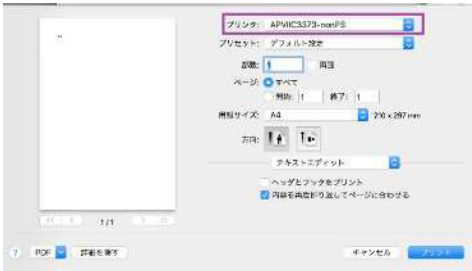 プリンタ: APVIIC3373-nonPS
プリセット: デフォルト設定
部数: 1 両面
ページ: すべて
開始: 1 終了: 1
用紙サイズ: A4 210 x 297 mm
方向:
テキストエディット
ヘッダとフッタをプリント
内容を再度折り返してページに合わせる
1/1
? PDF 詳細を隠す キャンセル プリント